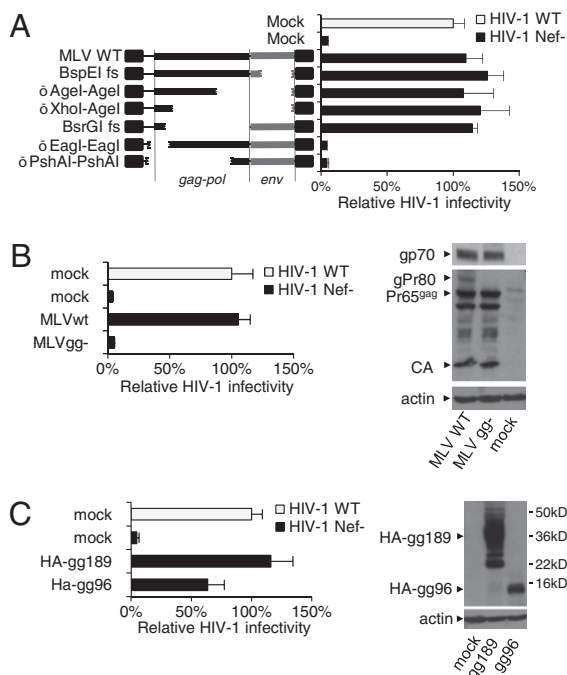 A
Mock
Mock
HIV-1 WT
HIV-1 Nef-
MLV WT
BspEI fs
õ AgeI-AgeI
õ XhoI-AgeI
BsrGI fs
õ EagI-EagI
õ PshAI-PshAI
gag-pol
env
0%
50%
100%
150%
Relative HIV-1 infectivity
B
mock
mock
MLVwt
MLVgg-
HIV-1 WT
HIV-1 Nef-
0%
50%
100%
150%
Relative HIV-1 infectivity
gp70
gPr80
Pr65gag
CA
actin
MLV WT
MLV gg-
mock
C
mock
mock
HA-gg189
Ha-gg96
HIV-1 WT
HIV-1 Nef-
0%
50%
100%
150%
Relative HIV-1 infectivity
HA-gg189
HA-gg96
actin
50kD
36kD
22kD
16kD
mock
gg189
gg96